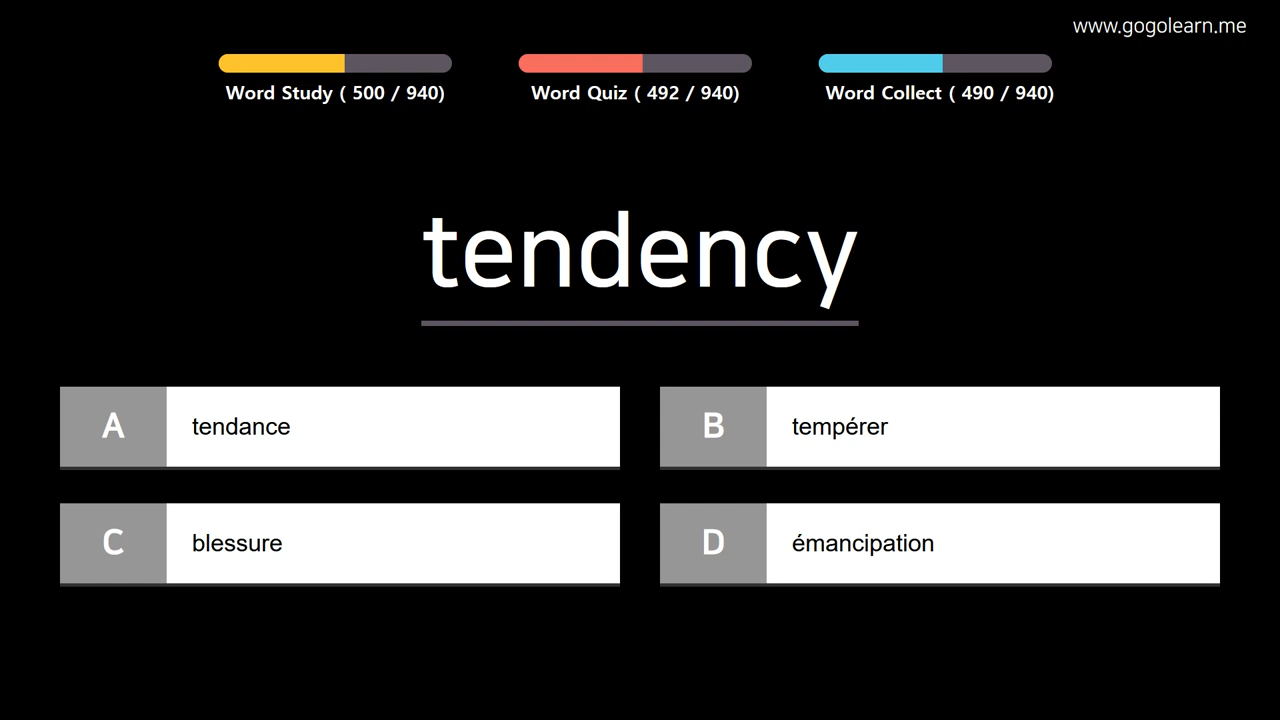 www.gogolearn.me
Word Study ( 500 / 940)
Word Quiz ( 492 / 940)
Word Collect ( 490 / 940)
tendency
A tendance
B tempérer
C blessure
D émancipation